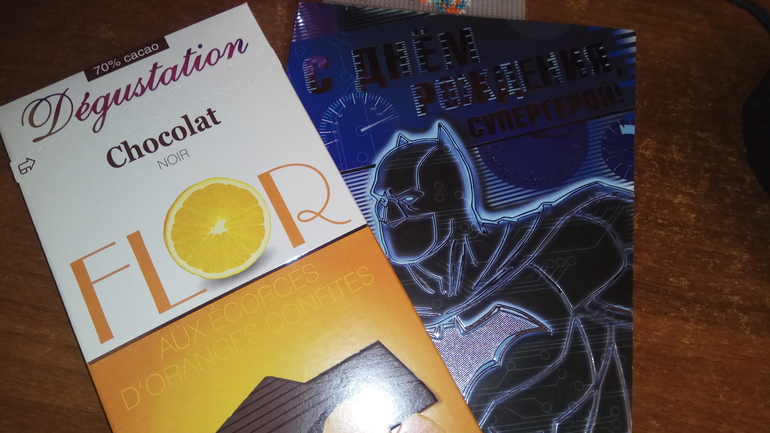 70% cacao
Dégustation
Chocolat
NOIR
FLOR
AUX ÉCORCES
D'ORANGES CONFITES
С ДНЁМ
РОЖДЕНИЯ,
СУПЕРГЕРОЙ!